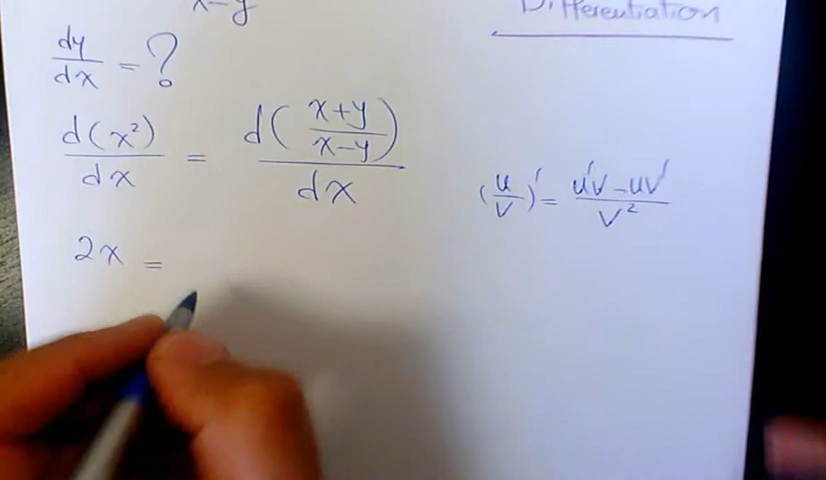 x-y
Differentiation
dy/dx = ?
d(x²)/dx = d((x+y)/(x-y))/dx
(u/v)' = (u'v - uv')/v²
2x =